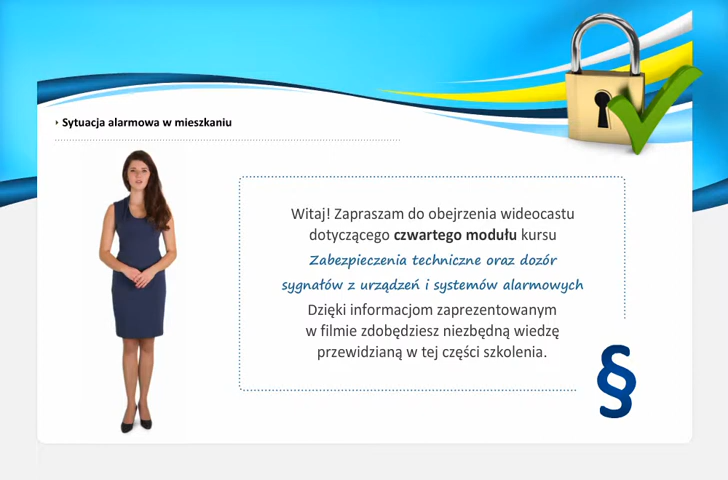 Sytuacja alarmowa w mieszkaniu
Witaj! Zapraszam do obejrzenia wideocastu
dotyczącego czwartego modułu kursu
Zabezpieczenia techniczne oraz dozór
sygnałów z urządzeń i systemów alarmowych
Dzięki informacjom zaprezentowanym
w filmie zdobędziesz niezbędną wiedzę
przewidzianą w tej części szkolenia.
§